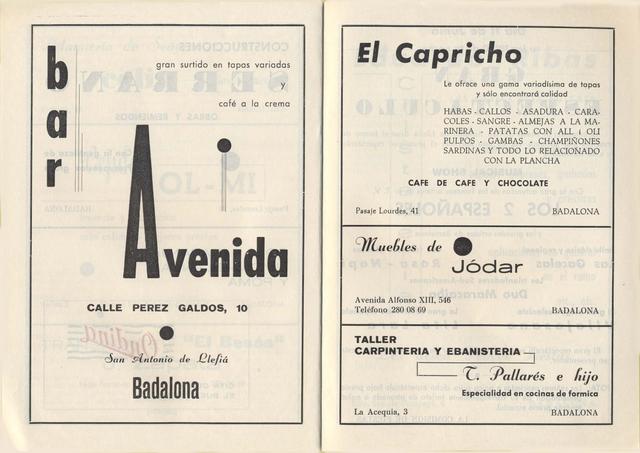 bar
gran surtido en tapas variadas
y
café a la crema
Avenida
CALLE PEREZ GALDOS, 10
San Antonio de Llefiá
Badalona
El Capricho
Le ofrece una gama variadísima de tapas
y sólo encontrará calidad
HABAS - CALLOS - ASADURA - CARA-
COLES - SANGRE - ALMEJAS A LA MA-
RINERA - PATATAS CON ALL i OLI
PULPOS - GAMBAS - CHAMPIÑONES
SARDINAS Y TODO LO RELACIONADO
CON LA PLANCHA
CAFE DE CAFE Y CHOCOLATE
Pasaje Lourdes, 41 BADALONA
Muebles de
Jódar
Avenida Alfonso XIII, 546
Teléfono 280 08 69 BADALONA
TALLER
CARPINTERIA Y EBANISTERIA
T. Pallarés e hijo
Especialidad en cocinas de formica
La Acequia, 3 BADALONA